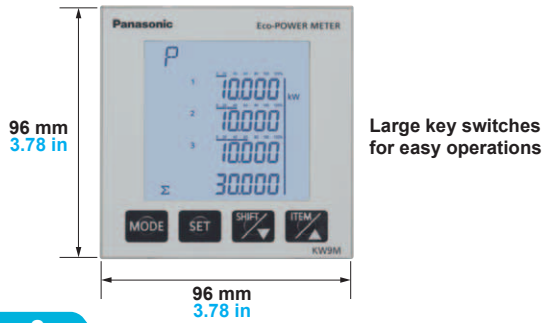 Panasonic Eco-POWER METER
P
1 10.000 kW
2 10.000
3 10.000
Σ 30.000
MODE SET SHIFT ITEM
KW9M
96 mm
3.78 in
Large key switches
for easy operations
96 mm
3.78 in